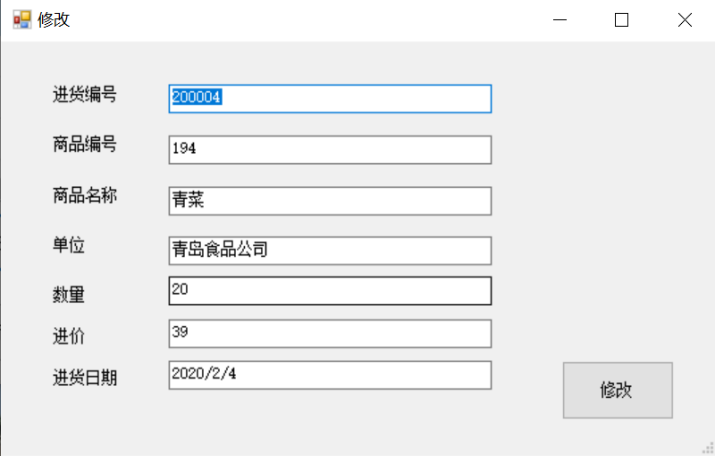 修改
进货编号 200004
商品编号 194
商品名称 青菜
单位 青岛食品公司
数量 20
进价 39
进货日期 2020/2/4
修改